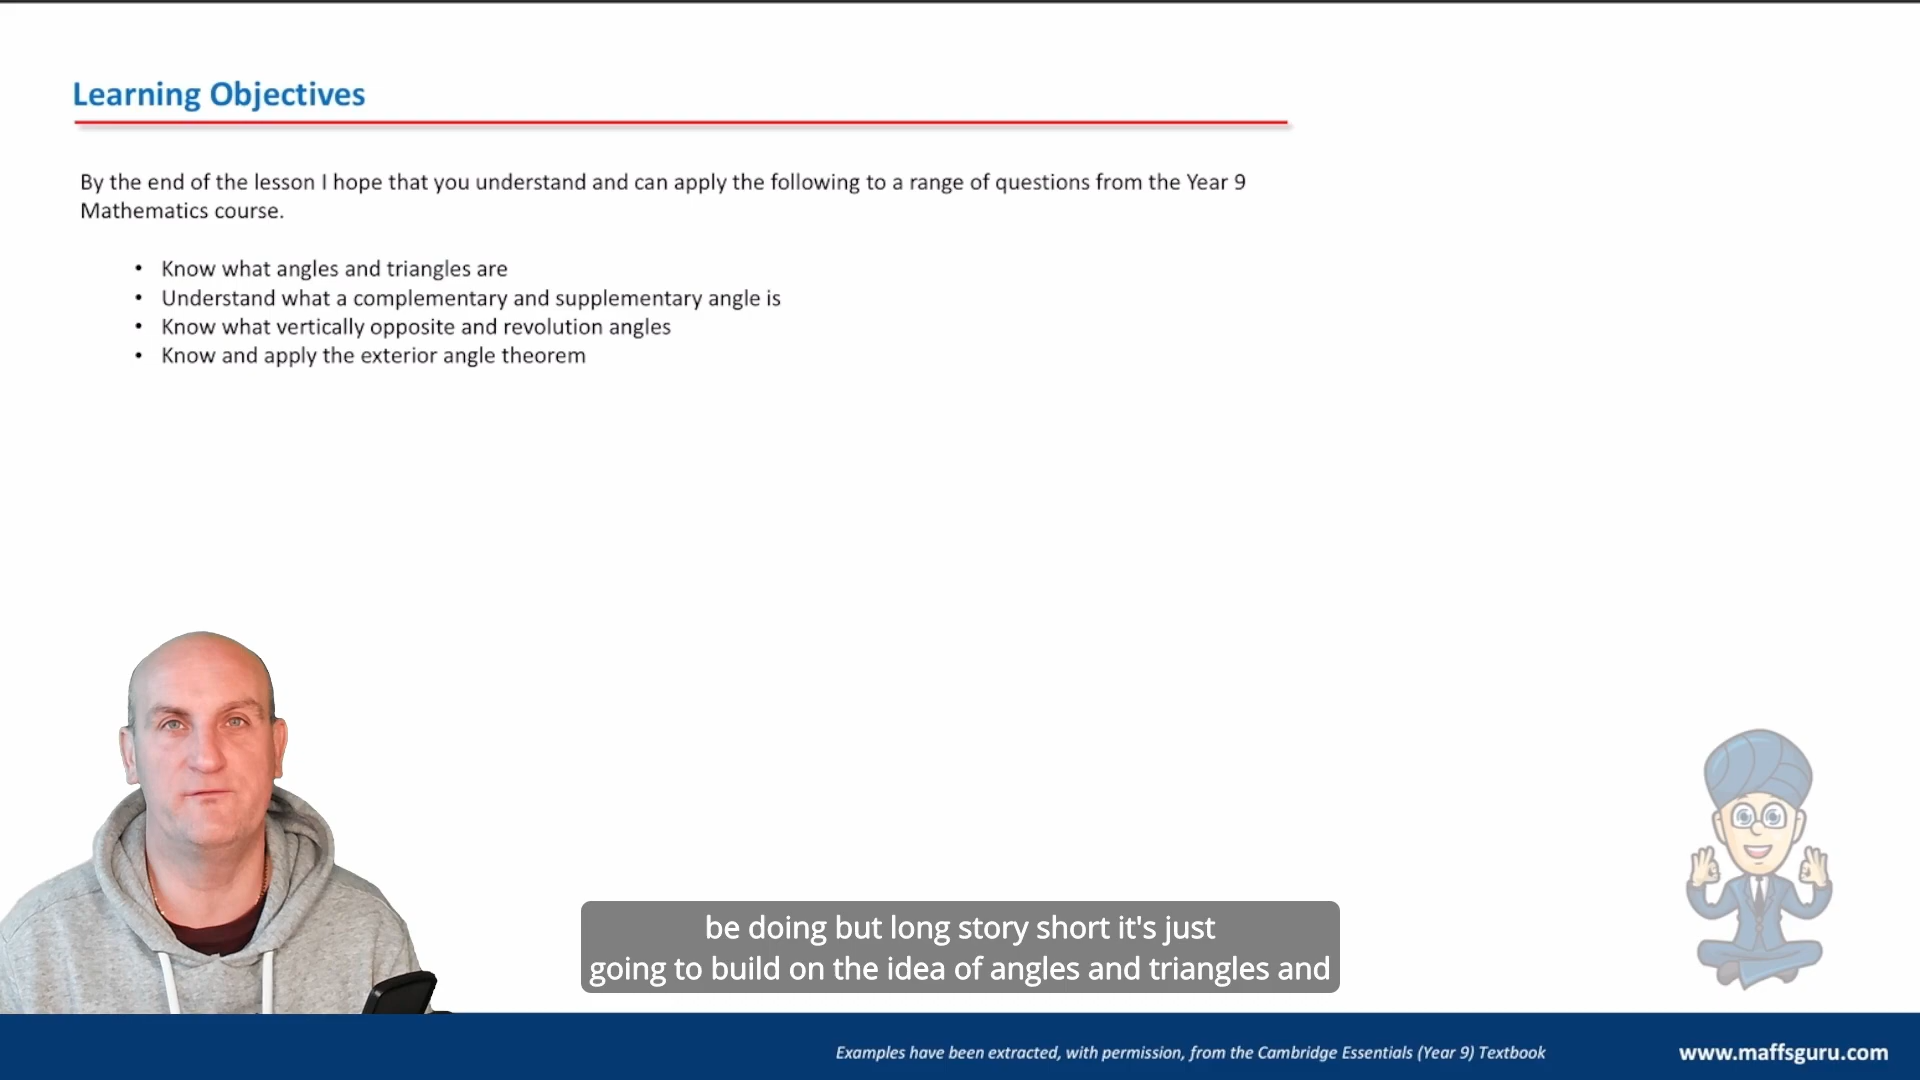 Learning Objectives
By the end of the lesson I hope that you understand and can apply the following to a range of questions from the Year 9
Mathematics course.
• Know what angles and triangles are
• Understand what a complementary and supplementary angle is
• Know what vertically opposite and revolution angles
• Know and apply the exterior angle theorem
be doing but long story short it's just
going to build on the idea of angles and triangles and
Examples have been extracted, with permission, from the Cambridge Essentials (Year 9) Textbook
www.maffsguru.com